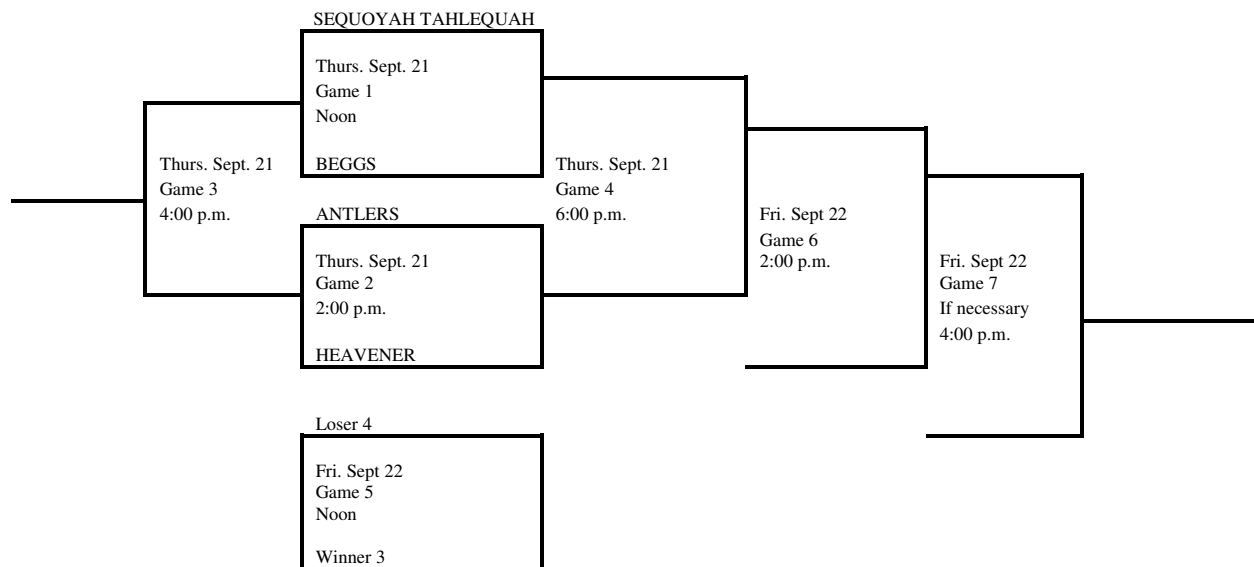 SEQUOYAH TAHLEQUAH
Thurs. Sept. 21
Game 1
Noon
BEGGS
Thurs. Sept. 21
Game 3
4:00 p.m.
ANTLERS
Thurs. Sept. 21
Game 2
2:00 p.m.
HEAVENER
Thurs. Sept. 21
Game 4
6:00 p.m.
Fri. Sept 22
Game 6
2:00 p.m.
Fri. Sept 22
Game 7
If necessary
4:00 p.m.
Loser 4
Fri. Sept 22
Game 5
Noon
Winner 3